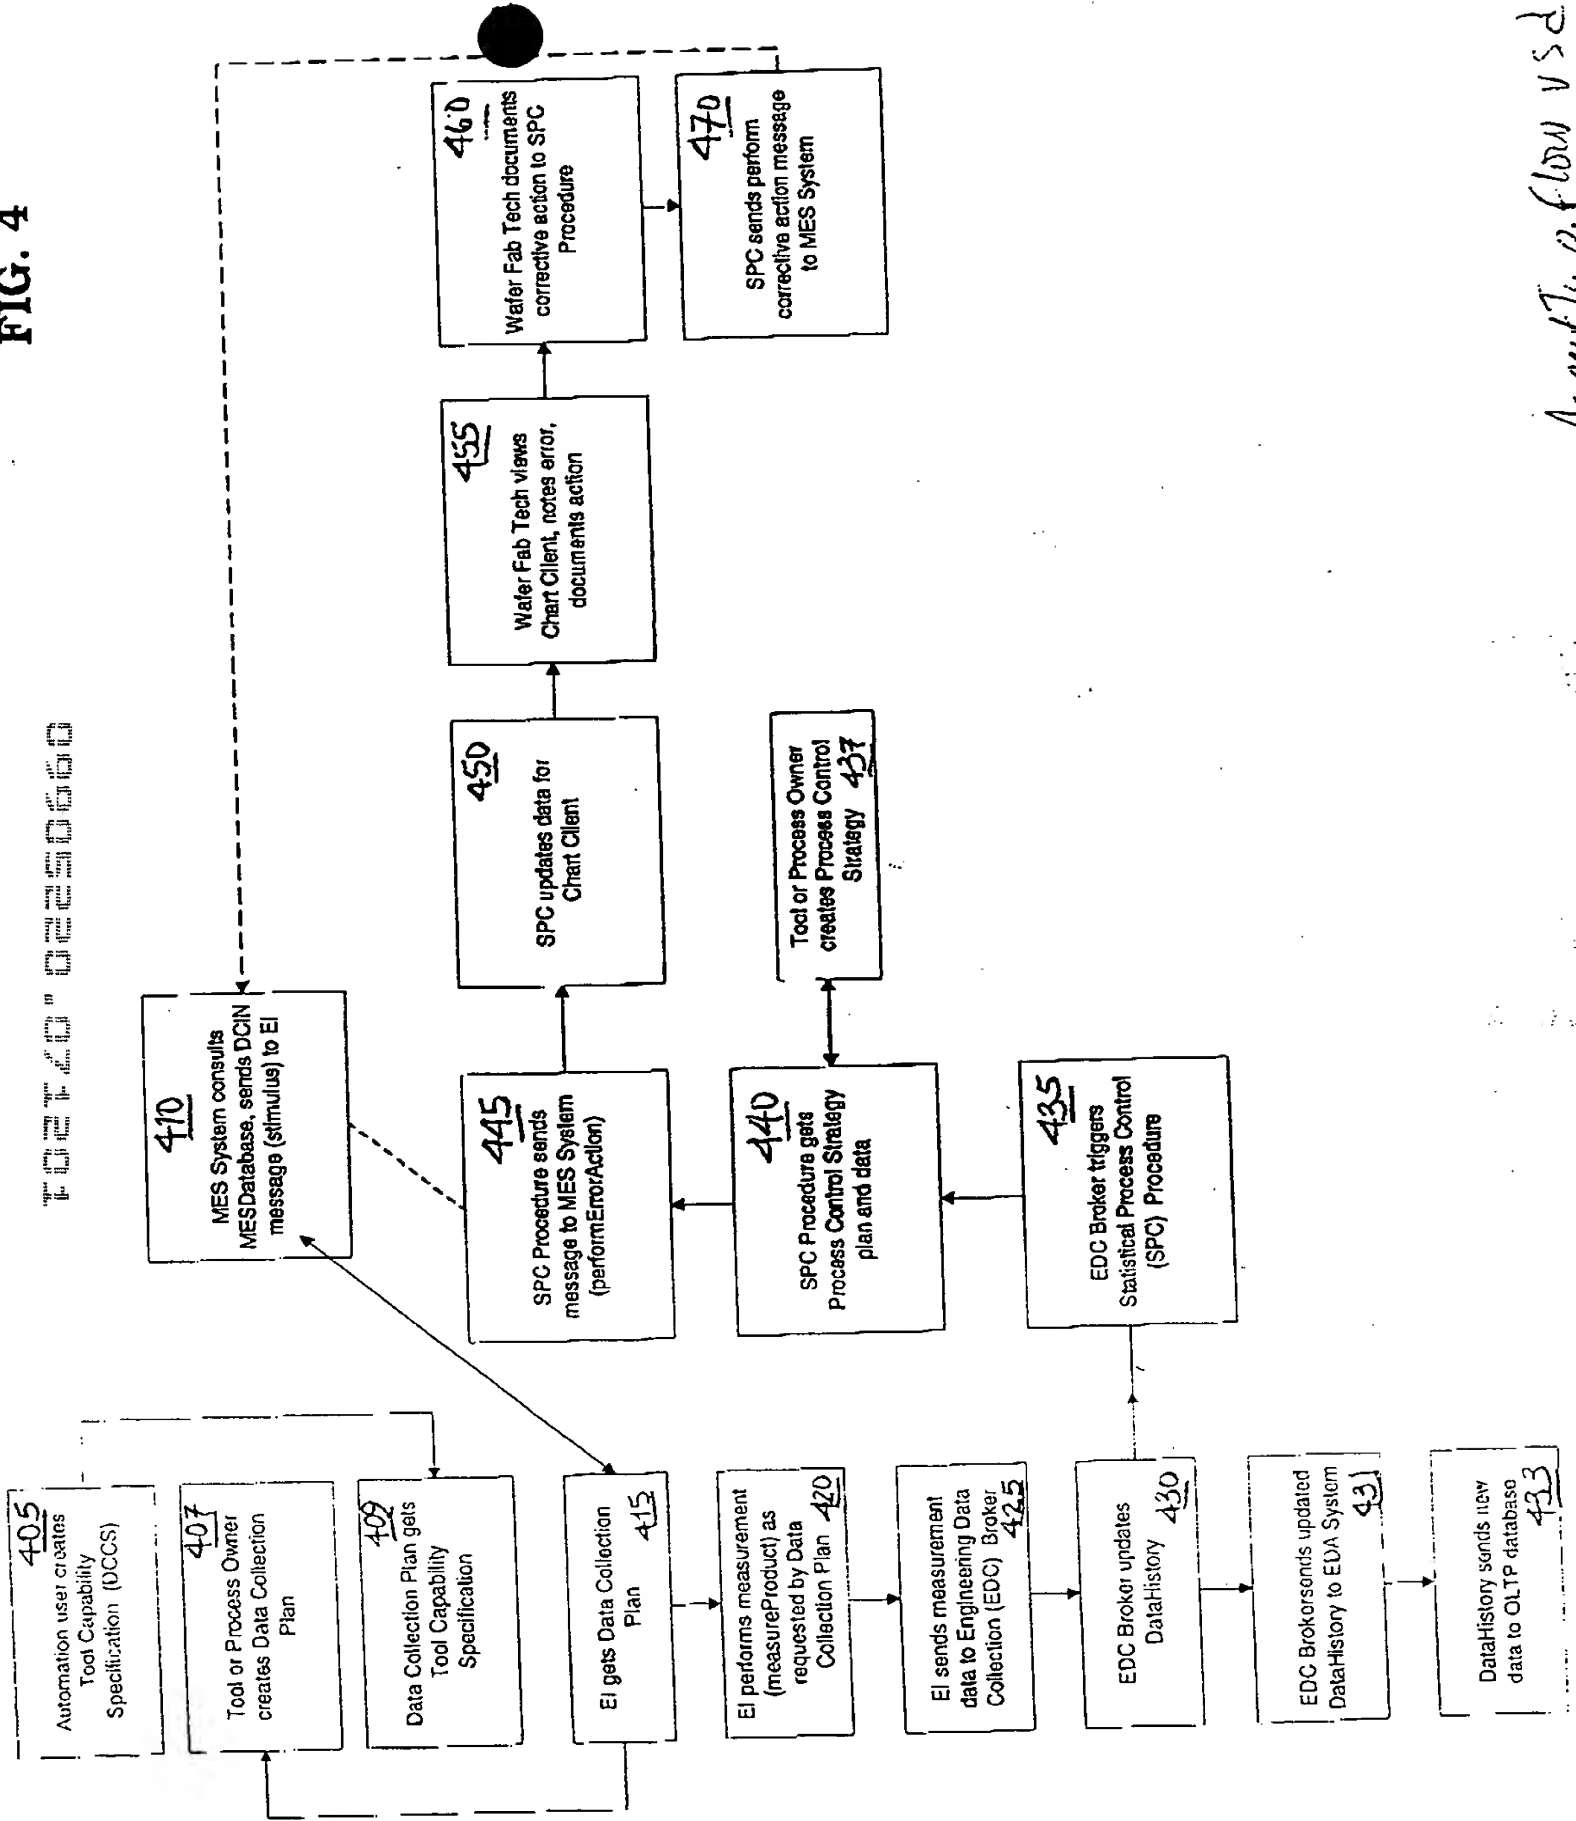 FIG. 4
405
Automation user creates
Tool Capability
Specification (DCCS)
407
Tool or Process Owner
creates Data Collection
Plan
409
Data Collection Plan gets
Tool Capability
Specification
410
MES System consults
MESDatabase, sends DCIN
message (stimulus) to EI
EI gets Data Collection
Plan 415
EI performs measurement
(measureProduct) as
requested by Data
Collection Plan 420
EI sends measurement
data to Engineering Data
Collection (EDC) Broker
425
EDC Broker updates
DataHistory 430
EDC Brokersends updated
DataHistory to EDA System
431
DataHistory sends new
data to OLTP database
433
435
EDC Broker triggers
Statistical Process Control
(SPC) Procedure
440
SPC Procedure gets
Process Control Strategy
plan and data
Tool or Process Owner
creates Process Control
Strategy 437
445
SPC Procedure sends
message to MES System
(performErrorAction)
450
SPC updates data for
Chart Client
455
Wafer Fab Tech views
Chart Client, notes error,
documents action
460
Wafer Fab Tech documents
corrective action to SPC
Procedure
470
SPC sends perform
corrective action message
to MES System
flow